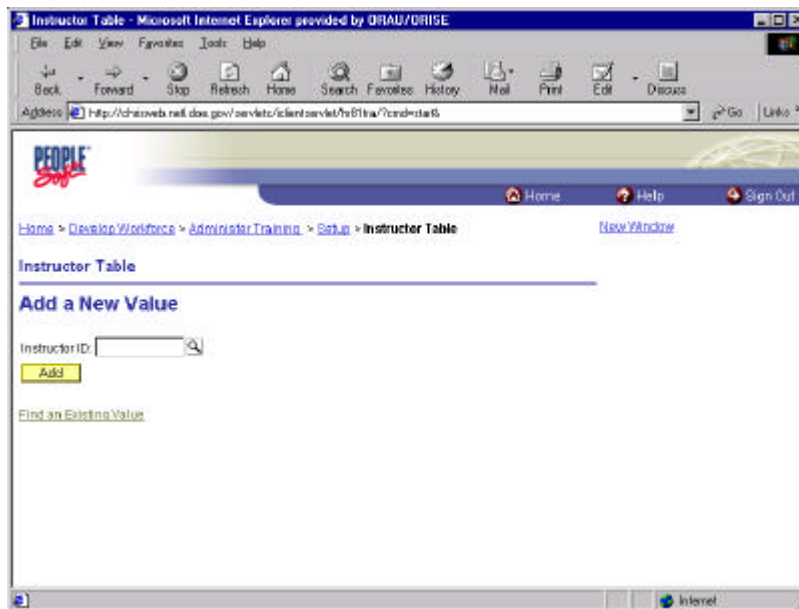 Instructor Table - Microsoft Internet Explorer provided by ORAU/ORISE
File Edit View Favorites Tools Help
Back Forward Stop Refresh Home Search Favorites History Mail Print Edit Discuss
Address Go Links
PEOPLE
Soft
Home Help Sign Out
Home > Develop Workforce > Administer Training > Setup > Instructor Table New Window
Instructor Table
Add a New Value
Instructor ID:
Add
Find an Existing Value
Internet